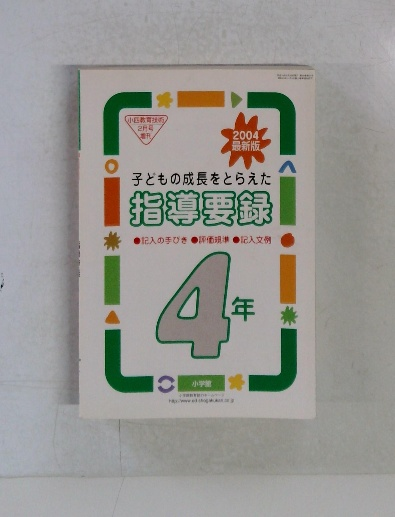 小四教育技術
2月号
増刊
2004
最新版
子どもの成長をとらえた
指導要録
●記入の手びき ●評価規準 ●記入文例
4年
小学館